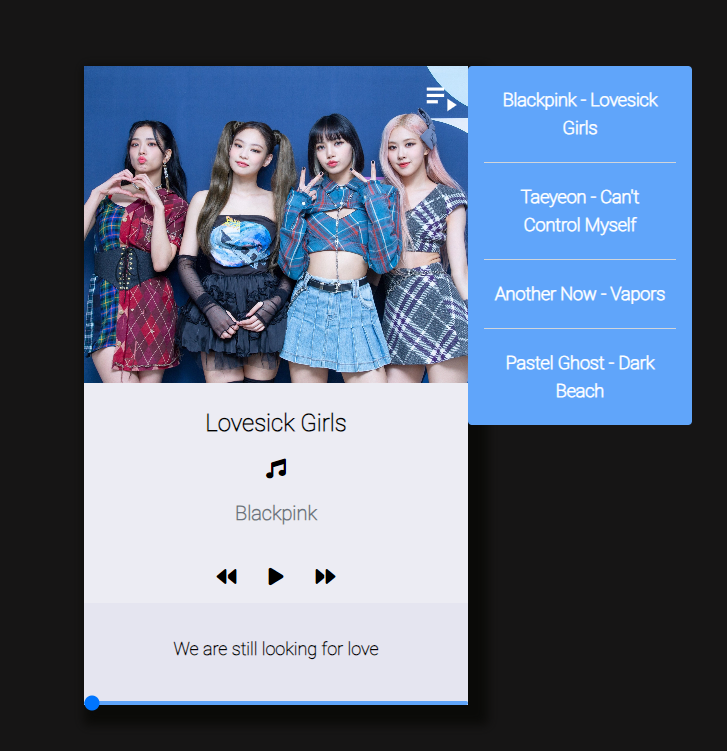 Lovesick Girls
Blackpink
We are still looking for love
Blackpink - Lovesick
Girls
Taeyeon - Can't
Control Myself
Another Now - Vapors
Pastel Ghost - Dark
Beach